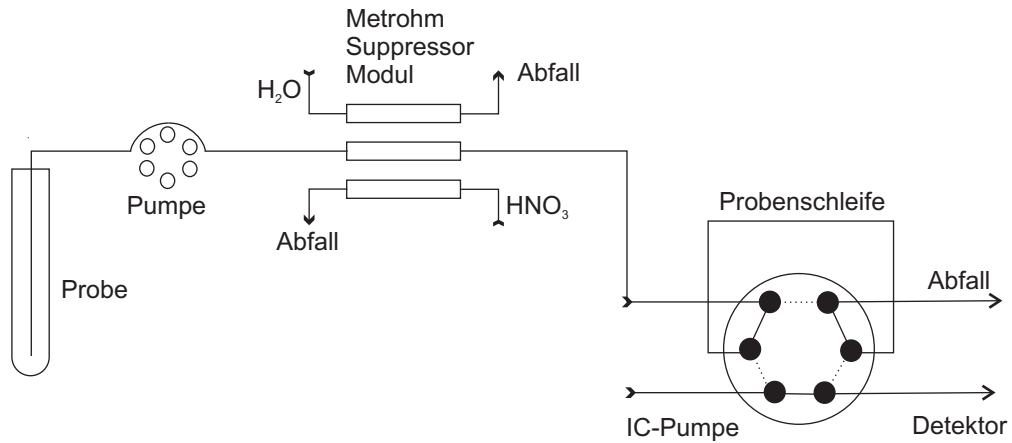 Metrohm
Suppressor
Modul
H₂O
Abfall
Pumpe
HNO₃
Abfall
Probe
Probenschleife
Abfall
IC-Pumpe
Detektor